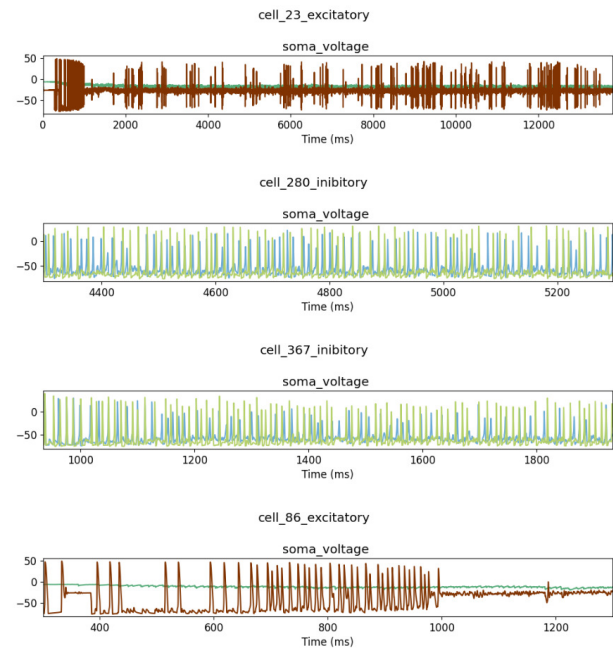 cell_23_excitatory
soma_voltage
50
0
−50
0 2000 4000 6000 8000 10000 12000
Time (ms)
cell_280_inibitory
soma_voltage
0
−50
4400 4600 4800 5000 5200
Time (ms)
cell_367_inibitory
soma_voltage
0
−50
1000 1200 1400 1600 1800
Time (ms)
cell_86_excitatory
soma_voltage
50
0
−50
400 600 800 1000 1200
Time (ms)